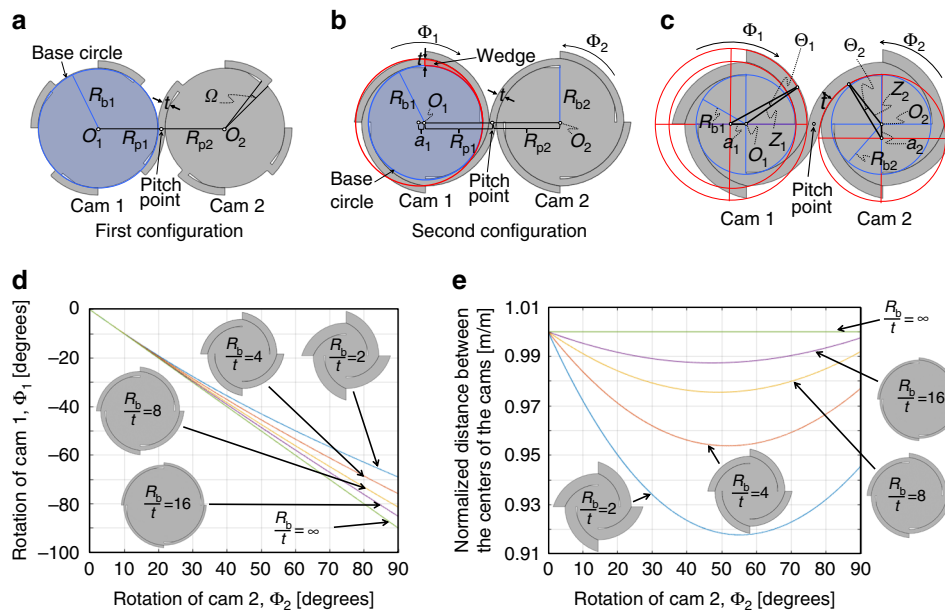 a
Base circle
Ω
R_b1
t
O_1
R_p1
R_p2
O_2
Pitch point
Cam 1
Cam 2
First configuration
b
Φ_1
Wedge
Φ_2
t
t
R_b1
O_1
R_b2
a_1
R_p1
R_p2
O_2
Base circle
Cam 1
Pitch point
Cam 2
Second configuration
c
Φ_1
Θ_1
Θ_2
Φ_2
t
Z_2
R_b1
O_2
a_1
O_1
Z_1
a_2
R_b2
Pitch point
Cam 1
Cam 2
d
Rotation of cam 1, Φ_1 [degrees]
0
−20
−40
−60
−80
−100
R_b/t=4
R_b/t=2
R_b/t=8
R_b/t=16
R_b/t=∞
0 10 20 30 40 50 60 70 80 90
Rotation of cam 2, Φ_2 [degrees]
e
Normalized distance between
the centers of the cams [m/m]
1.01
0.99
0.97
0.95
0.93
0.91
R_b/t=∞
R_b/t=16
R_b/t=8
R_b/t=4
R_b/t=2
0 10 20 30 40 50 60 70 80 90
Rotation of cam 2, Φ_2 [degrees]